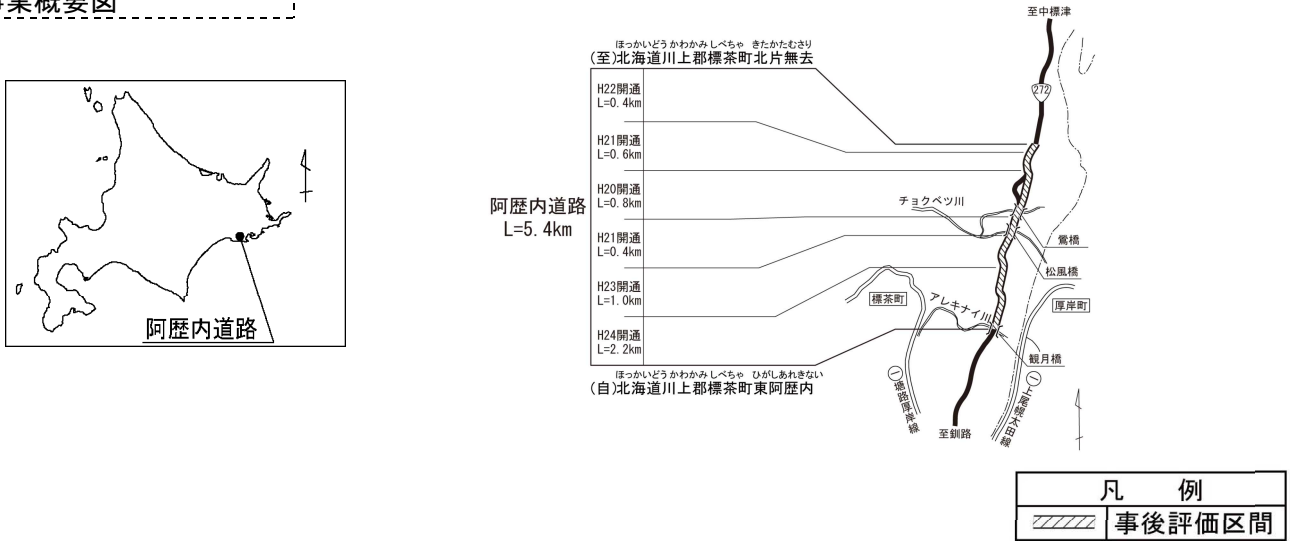 事業概要図
阿歴内道路
阿歴内道路
L=5.4km
ほっかいどうかわかみしべちゃ きたかたむさり
(至)北海道川上郡標茶町北片無去
H22開通
L=0.4km
H21開通
L=0.6km
H20開通
L=0.8km
H21開通
L=0.4km
H23開通
L=1.0km
H24開通
L=2.2km
ほっかいどうかわかみしべちゃ ひがしあれきない
(自)北海道川上郡標茶町東阿歴内
至中標津
272
チョクベツ川
鶯橋
松風橋
標茶町
アレキナイ川
厚岸町
観月橋
一
塘路厚岸線
一
上尾幌太田線
至釧路
凡 例
事後評価区間